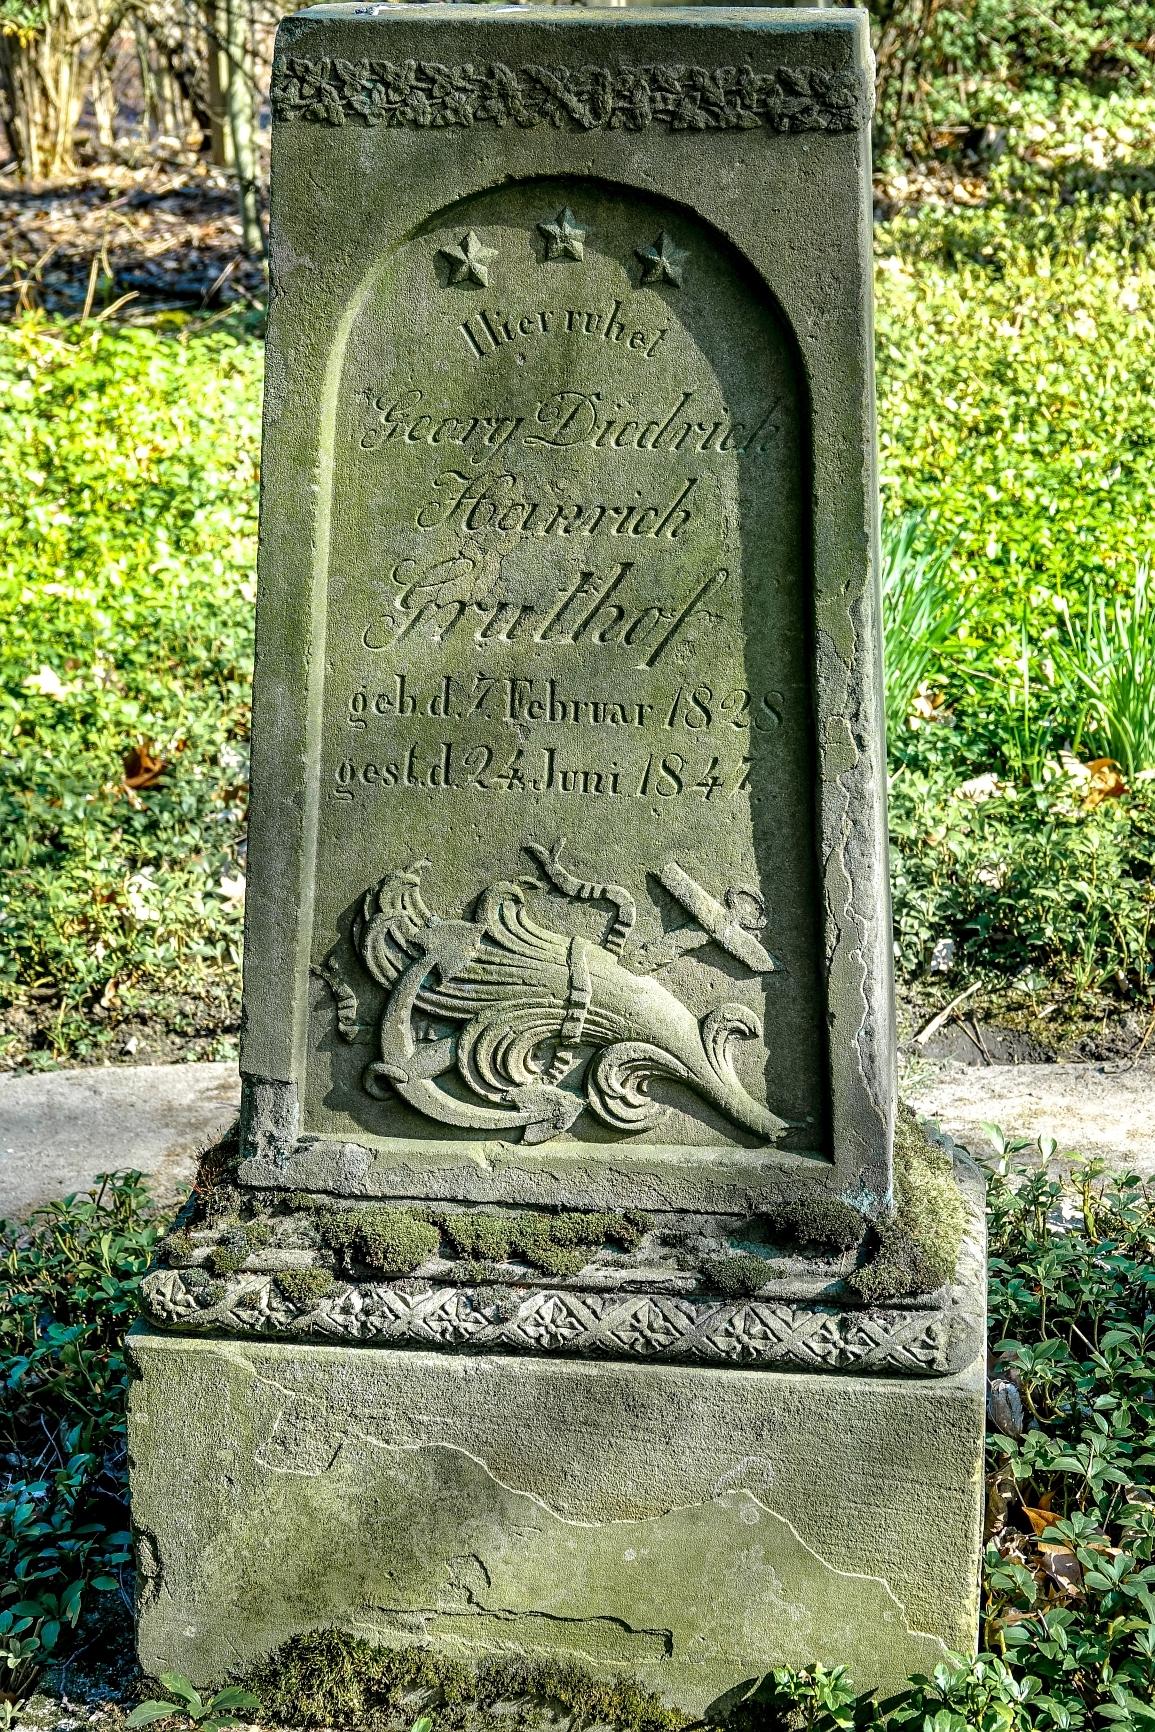 Hier ruhet
Georg Diedrich
Heinrich
Gruthof
geb. d. 7. Februar 1828
gest. d. 24. Juni 1847.